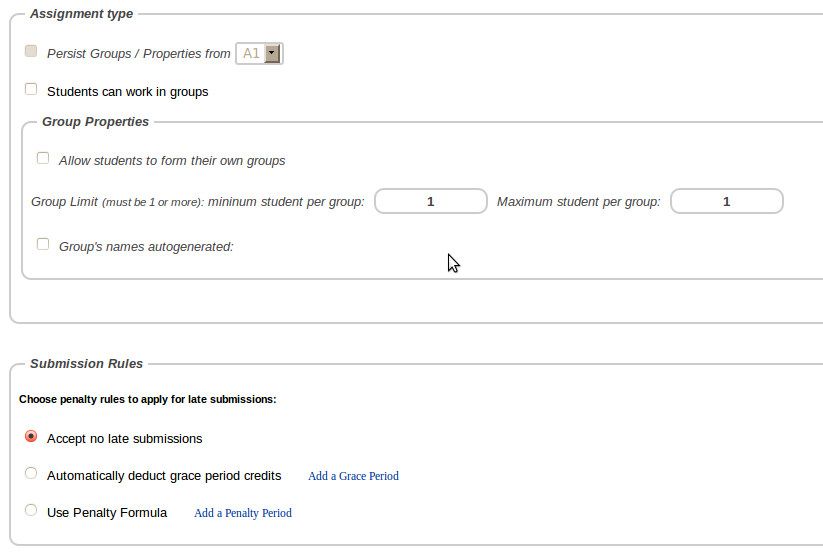 Assignment type
Persist Groups / Properties from A1
Students can work in groups
Group Properties
Allow students to form their own groups
Group Limit (must be 1 or more): mininum student per group: 1 Maximum student per group: 1
Group's names autogenerated:
Submission Rules
Choose penalty rules to apply for late submissions:
Accept no late submissions
Automatically deduct grace period credits Add a Grace Period
Use Penalty Formula Add a Penalty Period